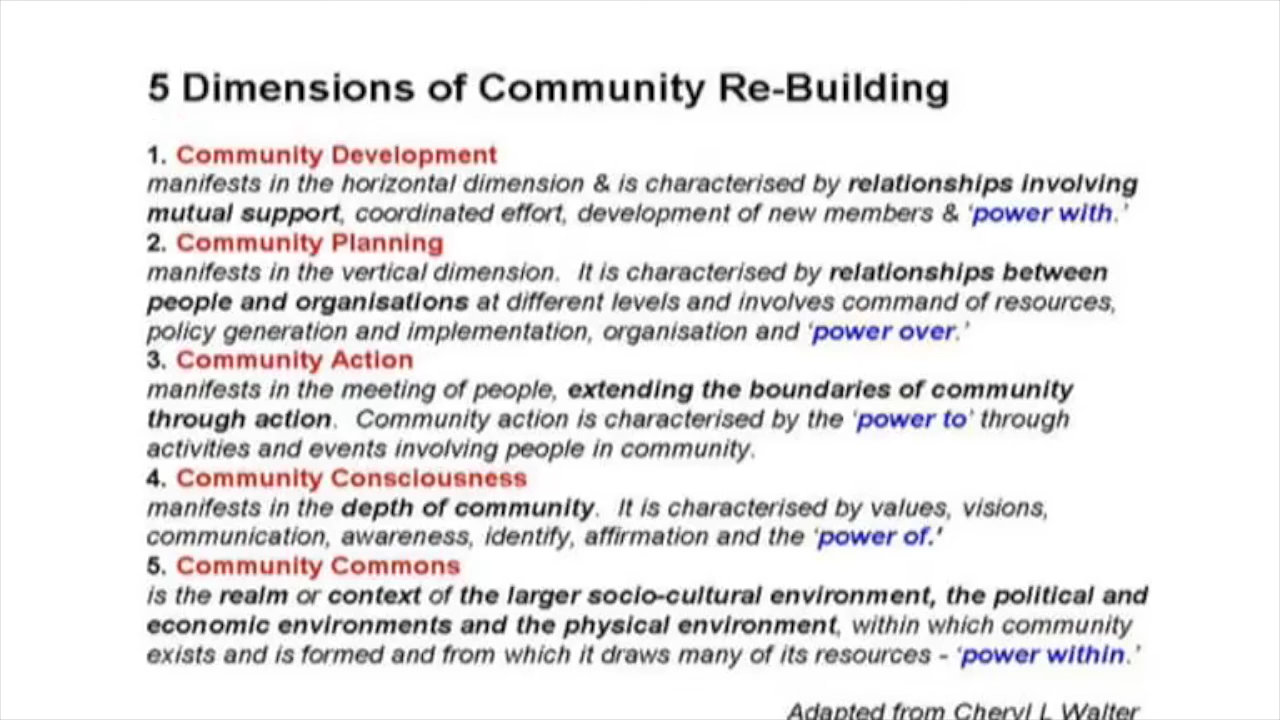 5 Dimensions of Community Re-Building
1. Community Development
manifests in the horizontal dimension & is characterised by relationships involving
mutual support, coordinated effort, development of new members & ‘power with.’
2. Community Planning
manifests in the vertical dimension. It is characterised by relationships between
people and organisations at different levels and involves command of resources,
policy generation and implementation, organisation and ‘power over.’
3. Community Action
manifests in the meeting of people, extending the boundaries of community
through action. Community action is characterised by the ‘power to’ through
activities and events involving people in community.
4. Community Consciousness
manifests in the depth of community. It is characterised by values, visions,
communication, awareness, identify, affirmation and the ‘power of.’
5. Community Commons
is the realm or context of the larger socio-cultural environment, the political and
economic environments and the physical environment, within which community
exists and is formed and from which it draws many of its resources - ‘power within.’
Adapted from Cheryl L Walter